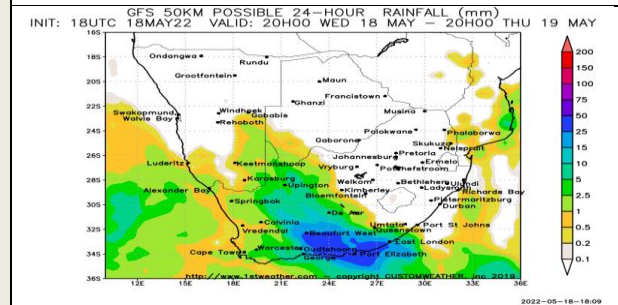 GFS 50KM POSSIBLE 24-HOUR RAINFALL (mm)
INIT: 18UTC 18MAY22 VALID: 20H00 WED 18 MAY – 20H00 THU 19 MAY
16S
18S
20S
22S
24S
26S
28S
30S
32S
34S
36S
Ondangwa
Rundu
Grootfontein
Maun
Francistown
Ghanzi
Musina
Swakopmund
Walvis Bay
Windhoek
Gobabis
Rehoboth
Polokwane
Phalaborwa
Gaborone
Skukuza
Nelspruit
Pretoria
Johannesburg
Ermelo
Luderitz
Keetmanshoop
Vryburg
Potchefstroom
Karasburg
Upington
Welkom
Bethlehem
Ulundi
Alexander Bay
Kimberley
Ladysmith
Richards Bay
Bloemfontein
Springbok
Pietermaritzburg
Durban
De Aar
Calvinia
Umtata
Port St Johns
Vredendal
Beaufort West
Queenstown
East London
Worcester
Oudtshoorn
Cape Town
George
Port Elizabeth
http://www.1stweather.com – copyright CUSTOMWEATHER, Inc 2019
12E 15E 18E 21E 24E 27E 30E 33E 36E
200
150
100
75
50
25
15
10
5
2.5
1
0.5
0.2
0.1
2022-05-18-18:09